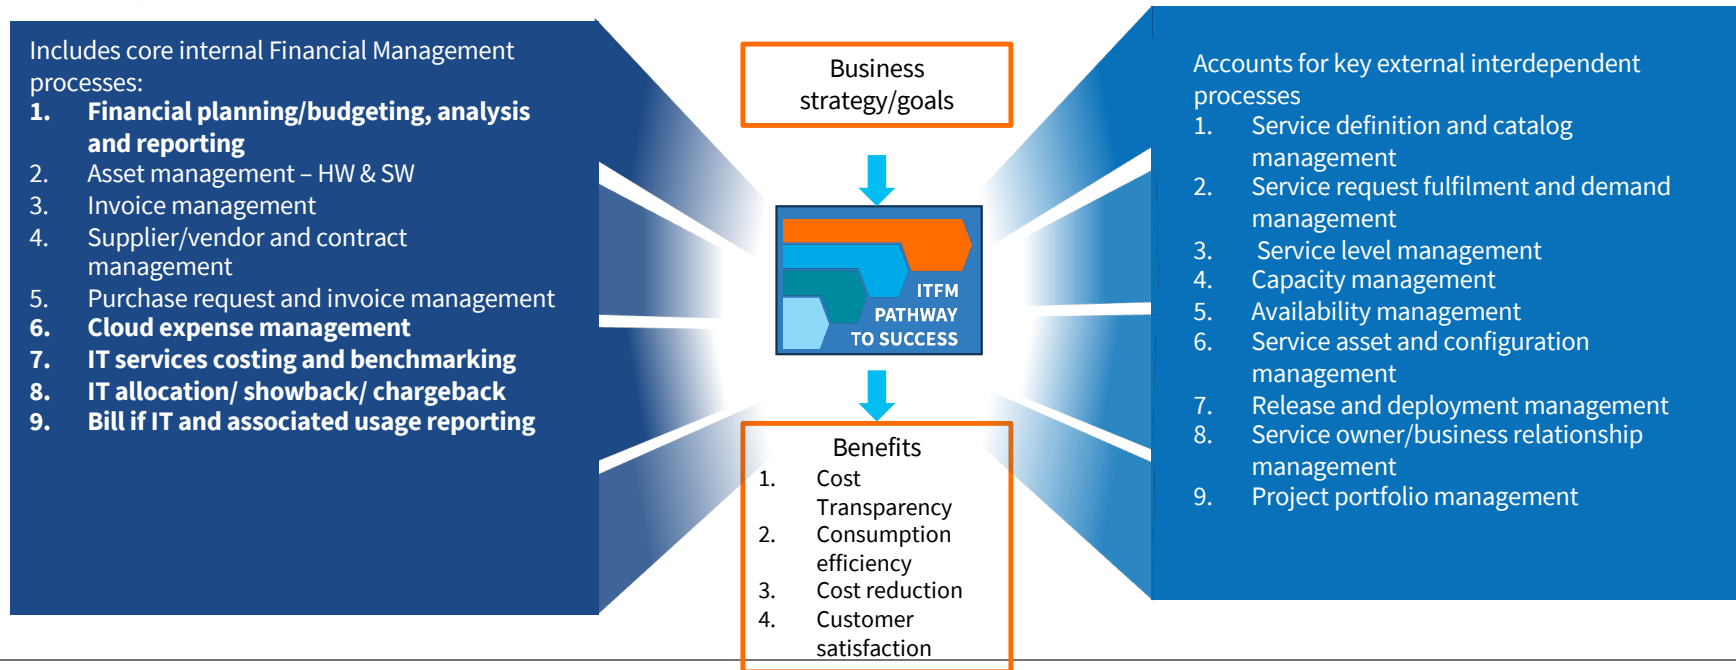 Includes core internal Financial Management
processes:
1. Financial planning/budgeting, analysis
and reporting
2. Asset management – HW & SW
3. Invoice management
4. Supplier/vendor and contract
management
5. Purchase request and invoice management
6. Cloud expense management
7. IT services costing and benchmarking
8. IT allocation/ showback/ chargeback
9. Bill if IT and associated usage reporting
Business
strategy/goals
ITFM
PATHWAY
TO SUCCESS
Benefits
1. Cost
Transparency
2. Consumption
efficiency
3. Cost reduction
4. Customer
satisfaction
Accounts for key external interdependent
processes
1. Service definition and catalog
management
2. Service request fulfilment and demand
management
3. Service level management
4. Capacity management
5. Availability management
6. Service asset and configuration
management
7. Release and deployment management
8. Service owner/business relationship
management
9. Project portfolio management